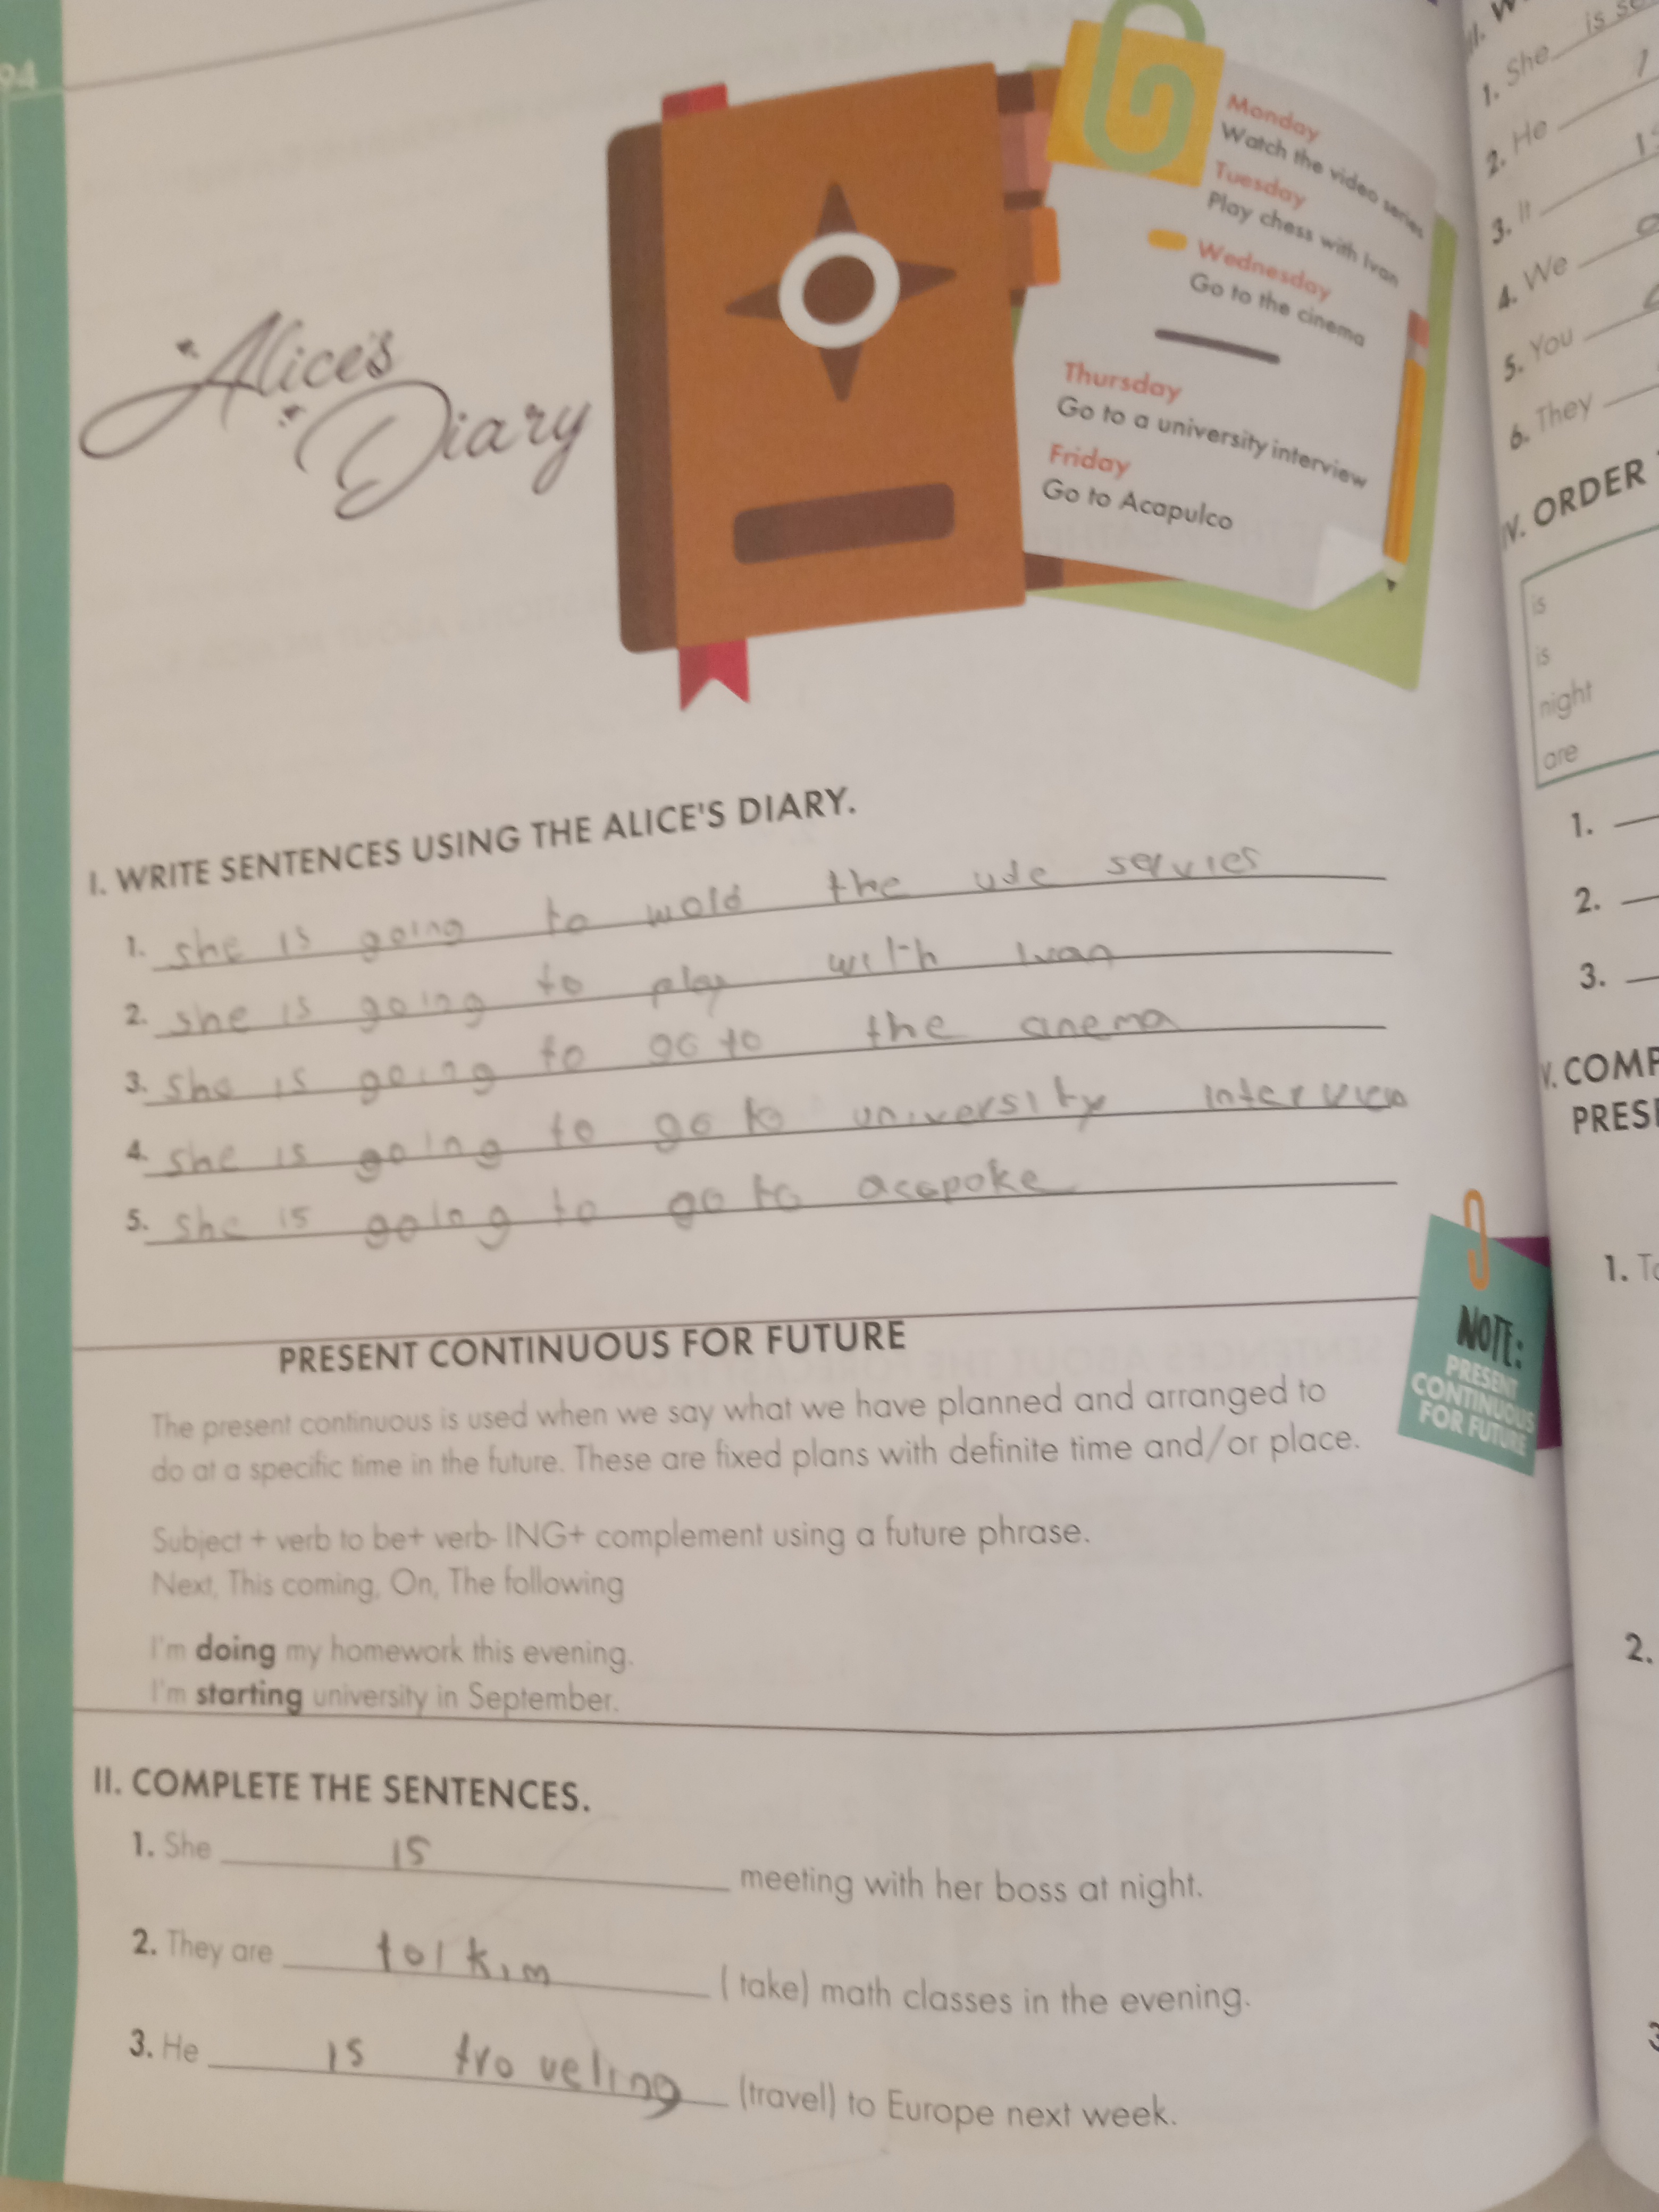 94
Alice's
Diary
Monday
Watch the video series
Tuesday
Play chess with Ivan
Wednesday
Go to the cinema
Thursday
Go to a university interview
Friday
Go to Acapulco
I. WRITE SENTENCES USING THE ALICE'S DIARY.
1. she is going to the servies
2. she is going to play with Ivan
3. she is going to go to the cinema
4. she is going to go to university interview
5. she is going to go to acapoke
PRESENT CONTINUOUS FOR FUTURE
The present continuous is used when we say what we have planned and arranged to
do at a specific time in the future. These are fixed plans with definite time and/or place.
Subject + verb to be+ verb- ING+ complement using a future phrase.
Next, This coming, On, The following
I'm doing my homework this evening.
I'm starting university in September.
NOTE:
PRESENT
CONTINUOUS
FOR FUTURE
II. COMPLETE THE SENTENCES.
1. She is meeting with her boss at night.
2. They are tolkim ( take) math classes in the evening.
3. He is troveling (travel) to Europe next week.
1. She is
2. He
3. It
4. We
5. You
6. They
IV. ORDER
is
is
night
are
1.
2.
3.
V. COMP
PRES
1. To
2.
3